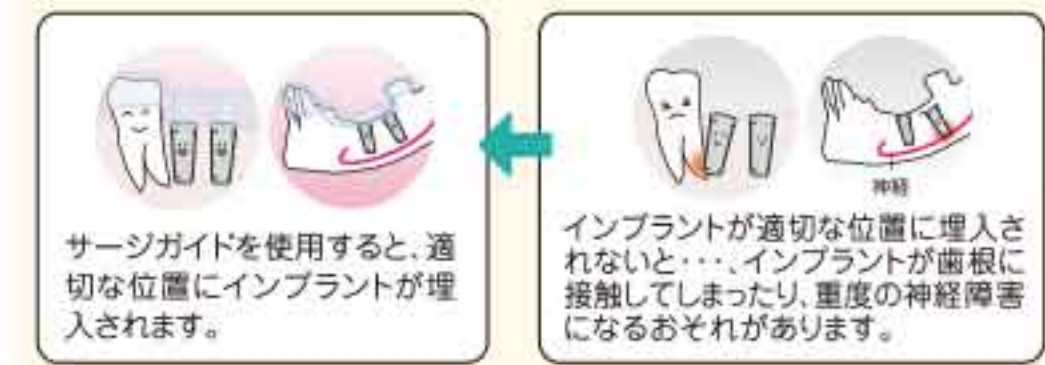 サージガイドを使用すると、適
切な位置にインプラントが埋
入されます。
神経
インプラントが適切な位置に埋入さ
れないと・・・、インプラントが歯根に
接触してしまったり、重度の神経障害
になるおそれがあります。